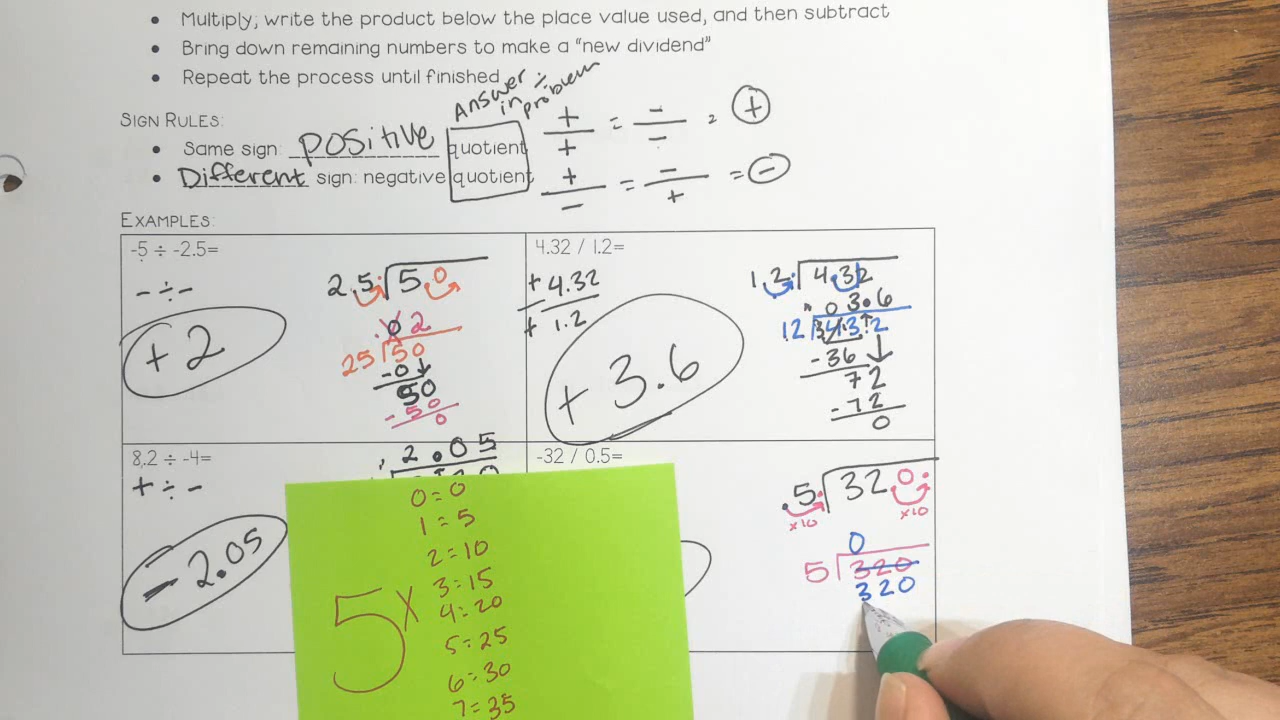 • Multiply; write the product below the place value used, and then subtract
• Bring down remaining numbers to make a "new dividend"
• Repeat the process until finished
Answer in ÷ problem
SIGN RULES:
• Same sign: positive quotient
+/+ = -/- = +
• Different sign: negative quotient
+/- = -/+ = -
EXAMPLES:
-5 ÷ -2.5=
- ÷ -
+ 2
2.5 5 0
0 2
25 50
- 0
50
- 50
0
4.32 / 1.2=
+ 4.32
+ 1.2
+ 3.6
1.2 4.32
0 3.6
12 43.2
- 36
72
- 72
0
8.2 ÷ -4=
+ ÷ -
- 2.05
2.05
-32 / 0.5=
.5 32 0.
x10 x10
0
5 320
320
5x
0=0
1=5
2=10
3=15
4=20
5=25
6=30
7=35